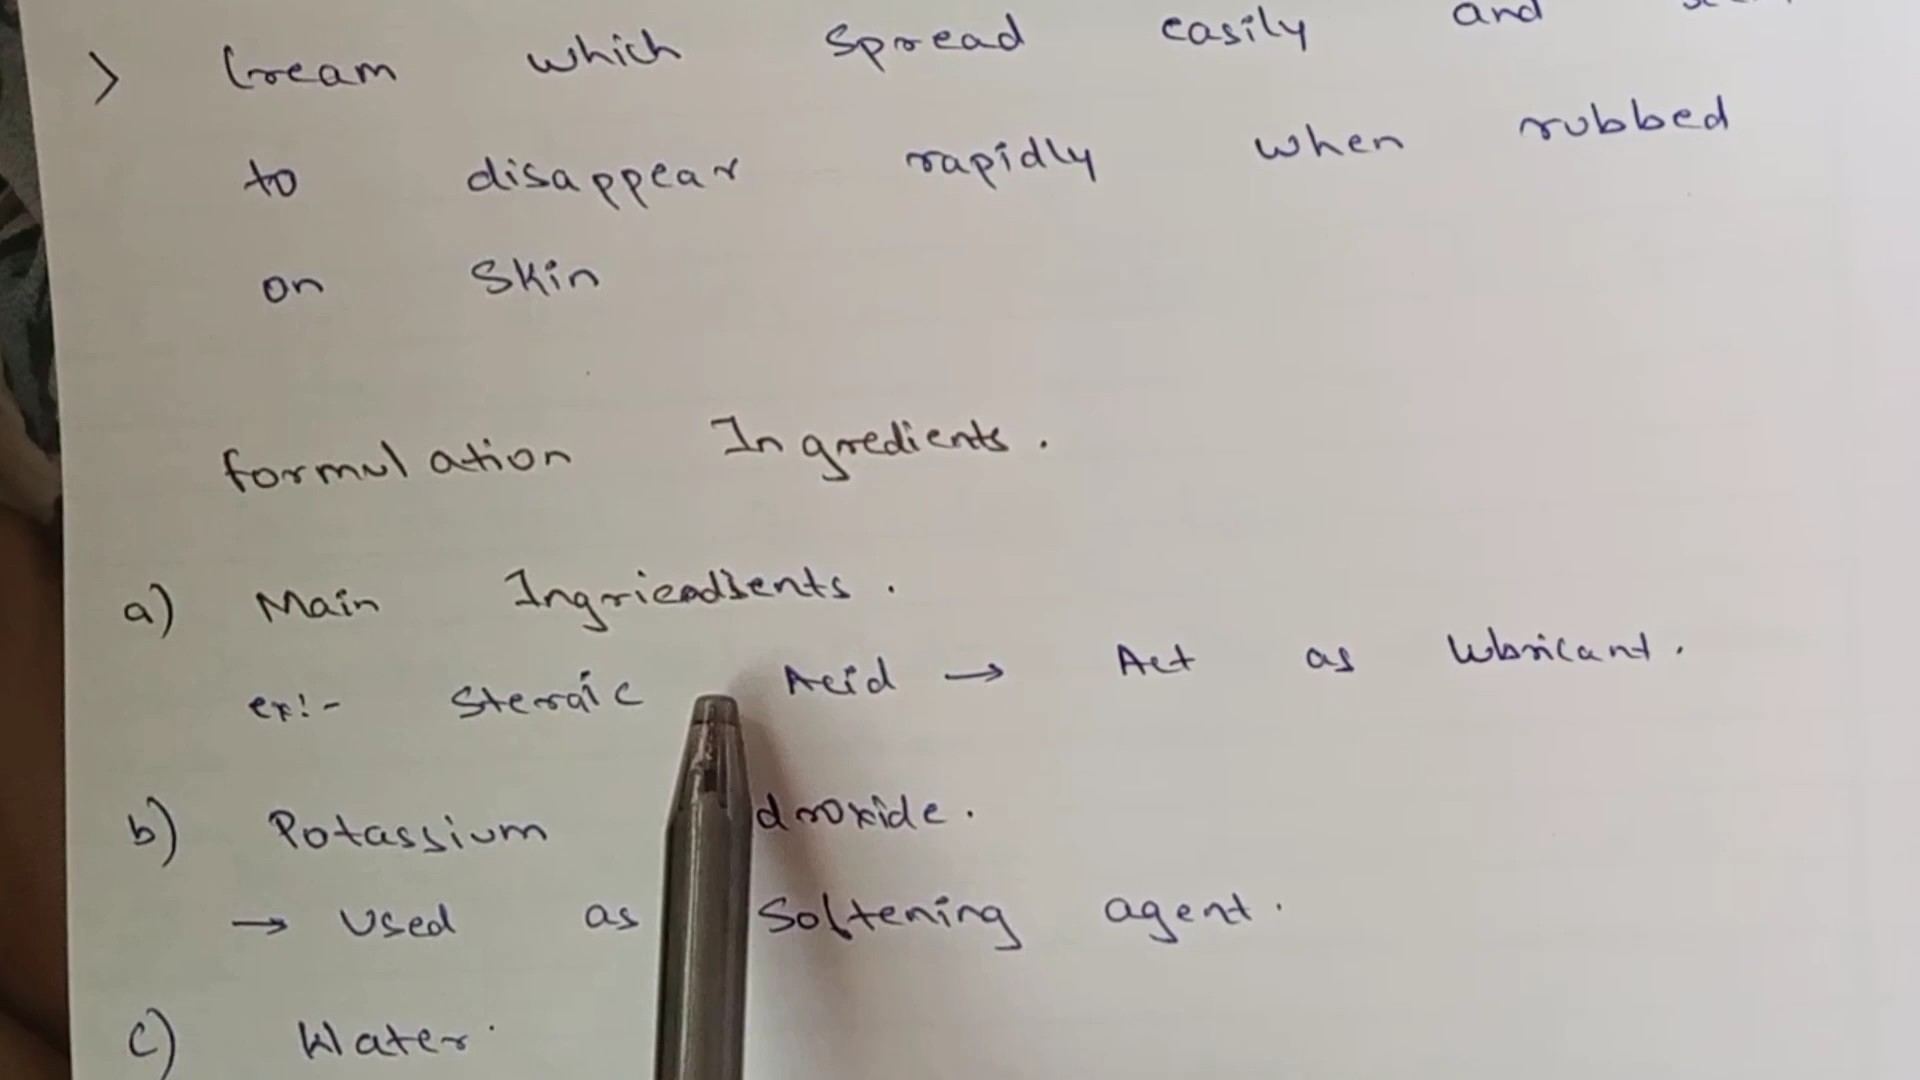 > Cream which spread easily and
to disappear rapidly when rubbed
on Skin
formulation Ingredients.
a) Main Ingrieadients.
ex:- Steraic Acid → Act as lubricant.
b) Potassium droxide.
→ Used as Softening agent.
c) Water.